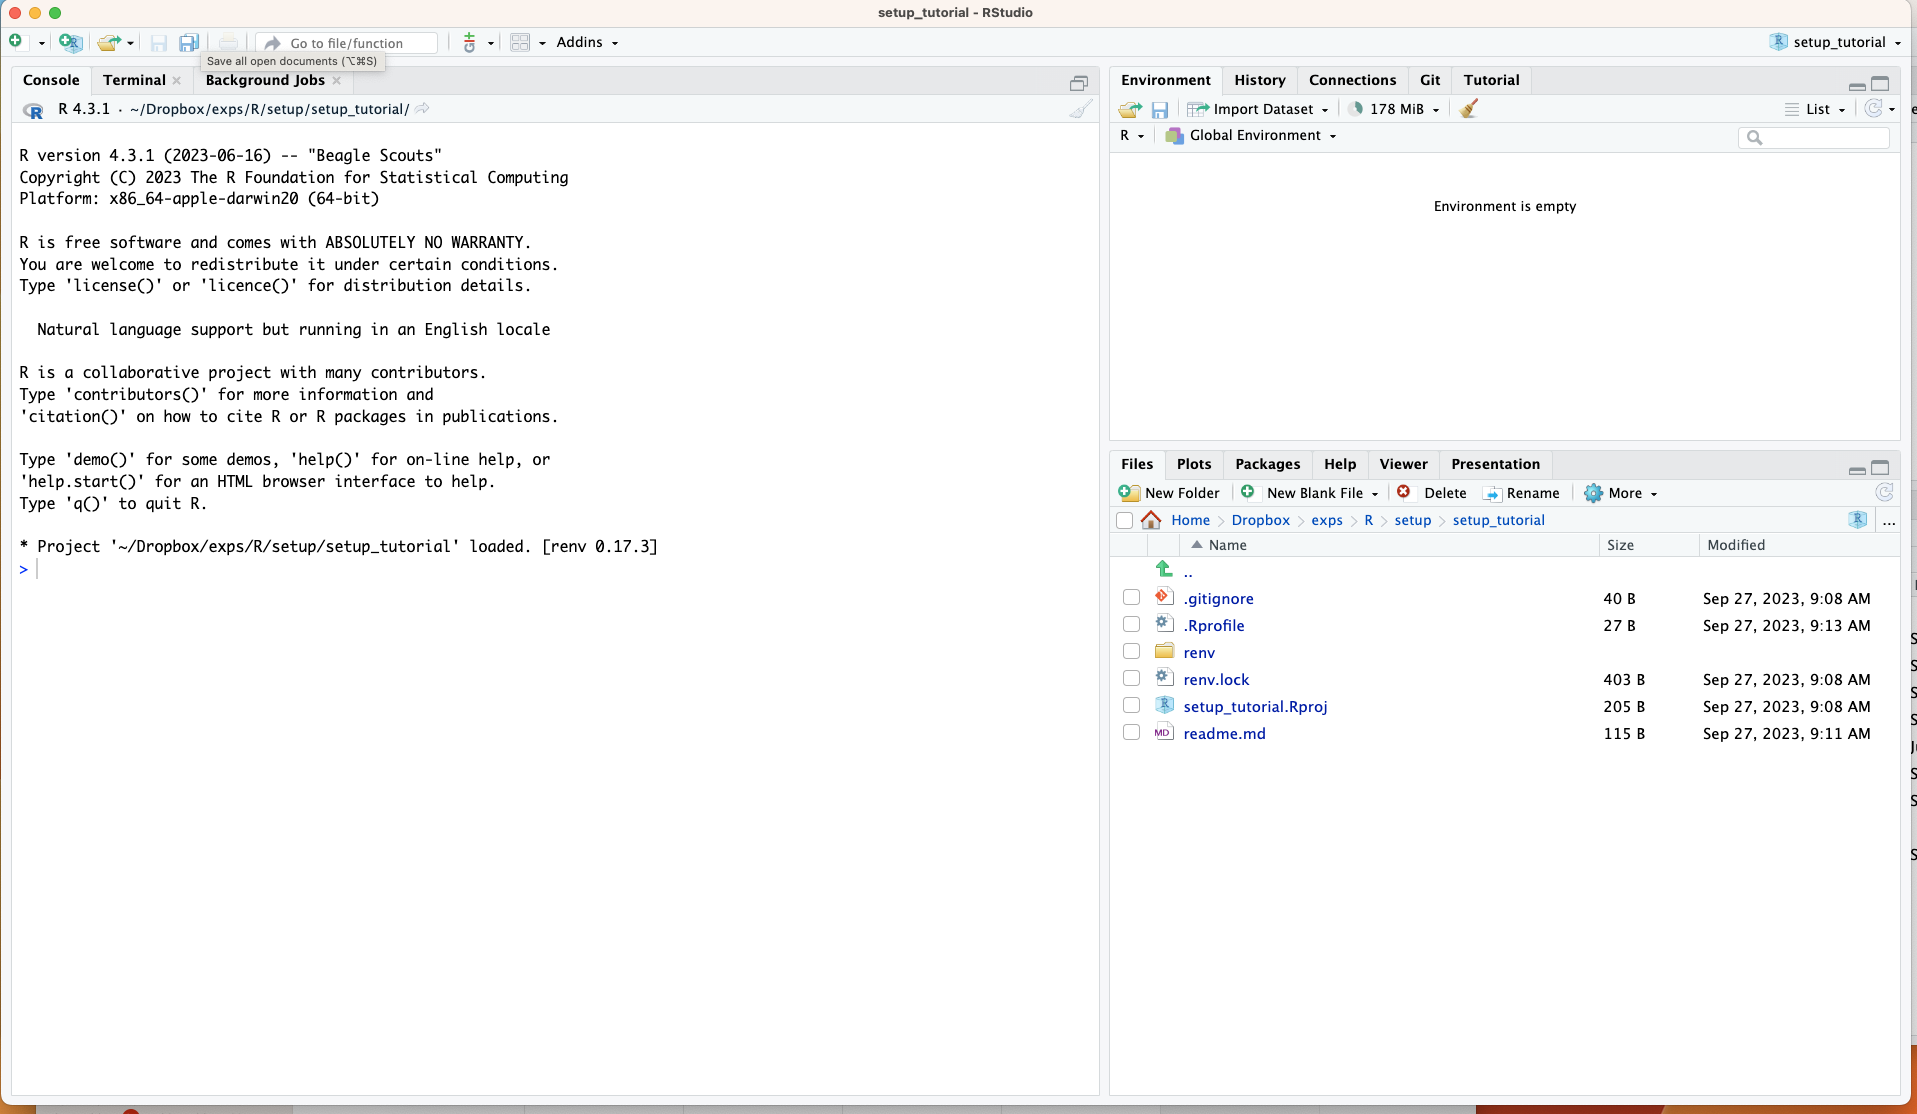 setup_tutorial - RStudio
Go to file/function
Addins
setup_tutorial
Save all open documents (⌥⌘S)
Console
Terminal
Background Jobs
R 4.3.1 · ~/Dropbox/exps/R/setup/setup_tutorial/
R version 4.3.1 (2023-06-16) -- "Beagle Scouts"
Copyright (C) 2023 The R Foundation for Statistical Computing
Platform: x86_64-apple-darwin20 (64-bit)
R is free software and comes with ABSOLUTELY NO WARRANTY.
You are welcome to redistribute it under certain conditions.
Type 'license()' or 'licence()' for distribution details.
Natural language support but running in an English locale
R is a collaborative project with many contributors.
Type 'contributors()' for more information and
'citation()' on how to cite R or R packages in publications.
Type 'demo()' for some demos, 'help()' for on-line help, or
'help.start()' for an HTML browser interface to help.
Type 'q()' to quit R.
* Project '~/Dropbox/exps/R/setup/setup_tutorial' loaded. [renv 0.17.3]
>
Environment History Connections Git Tutorial
Import Dataset 178 MiB List
R Global Environment
Environment is empty
Files Plots Packages Help Viewer Presentation
New Folder New Blank File Delete Rename More
Home Dropbox exps R setup setup_tutorial ...
Name Size Modified
..
.gitignore 40 B Sep 27, 2023, 9:08 AM
.Rprofile 27 B Sep 27, 2023, 9:13 AM
renv
renv.lock 403 B Sep 27, 2023, 9:08 AM
setup_tutorial.Rproj 205 B Sep 27, 2023, 9:08 AM
readme.md 115 B Sep 27, 2023, 9:11 AM